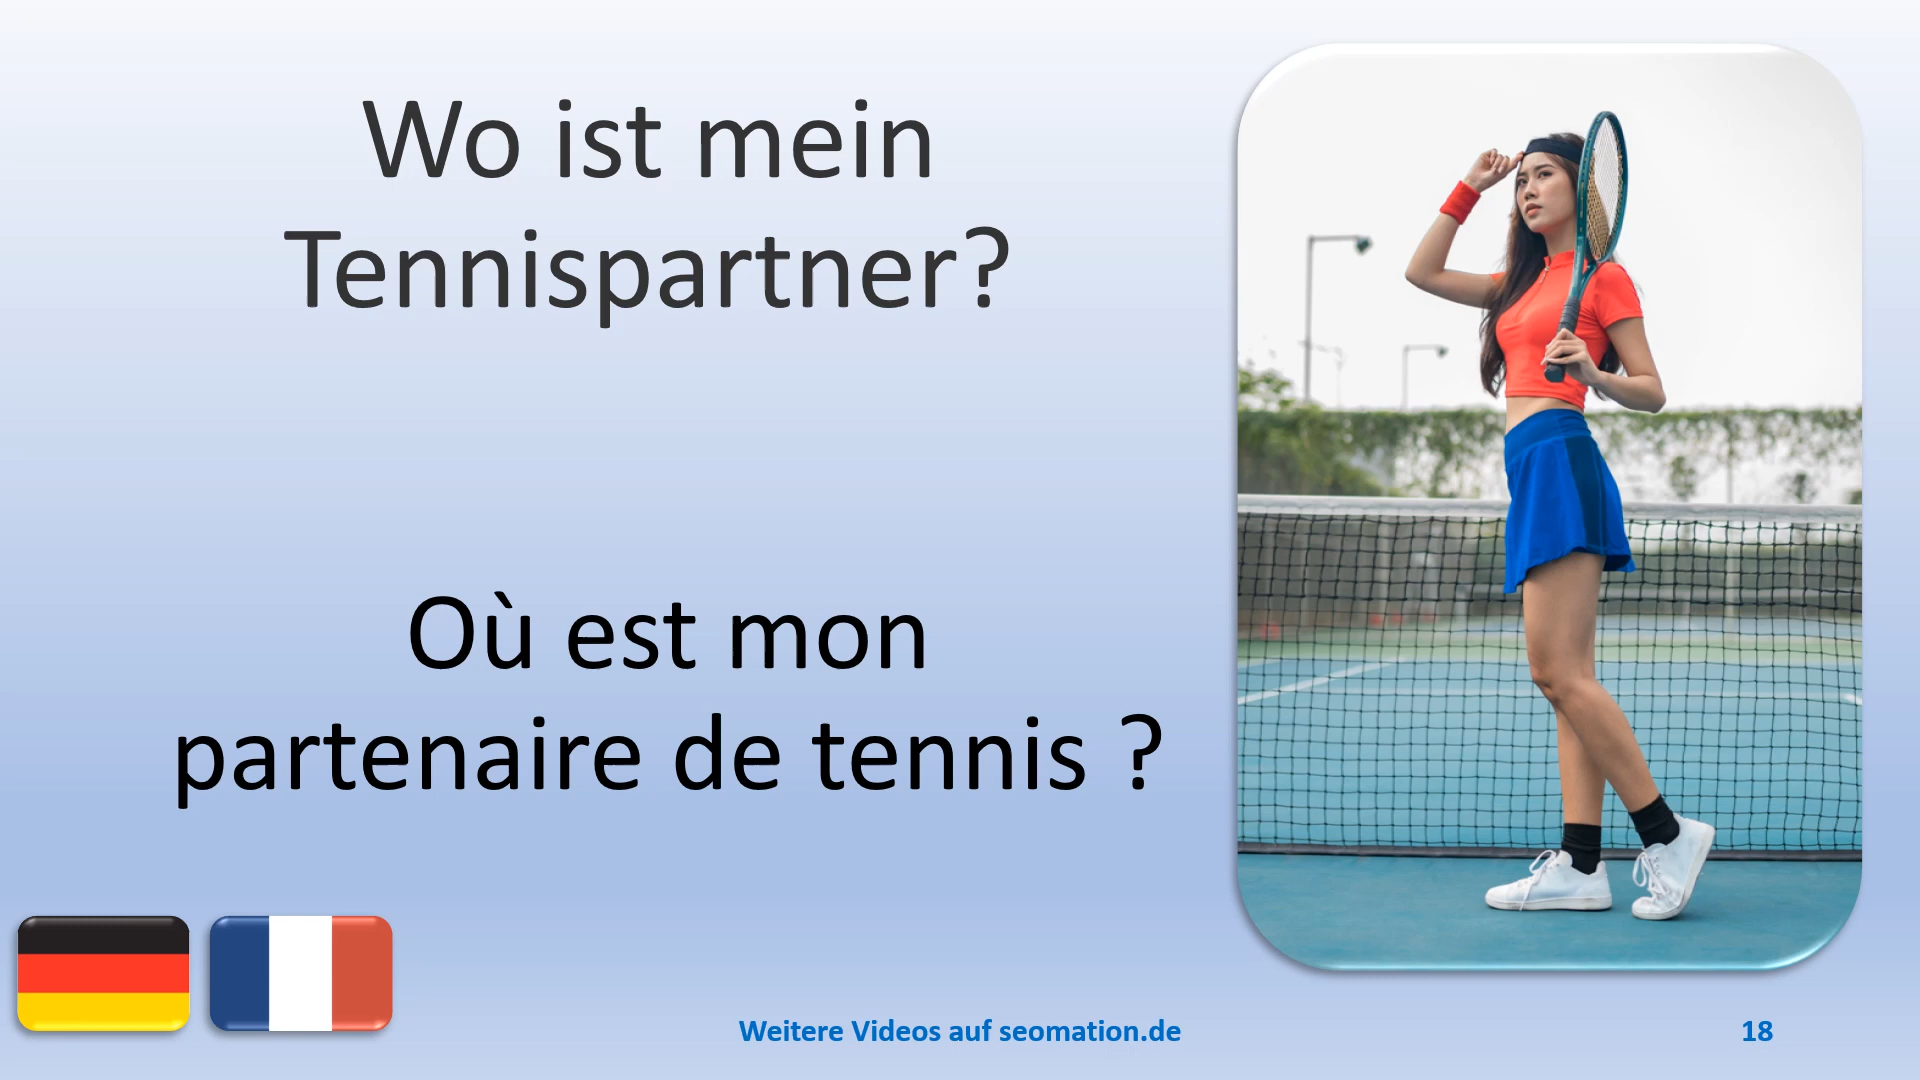 Wo ist mein
Tennispartner?
Où est mon
partenaire de tennis ?
Weitere Videos auf seomation.de
18